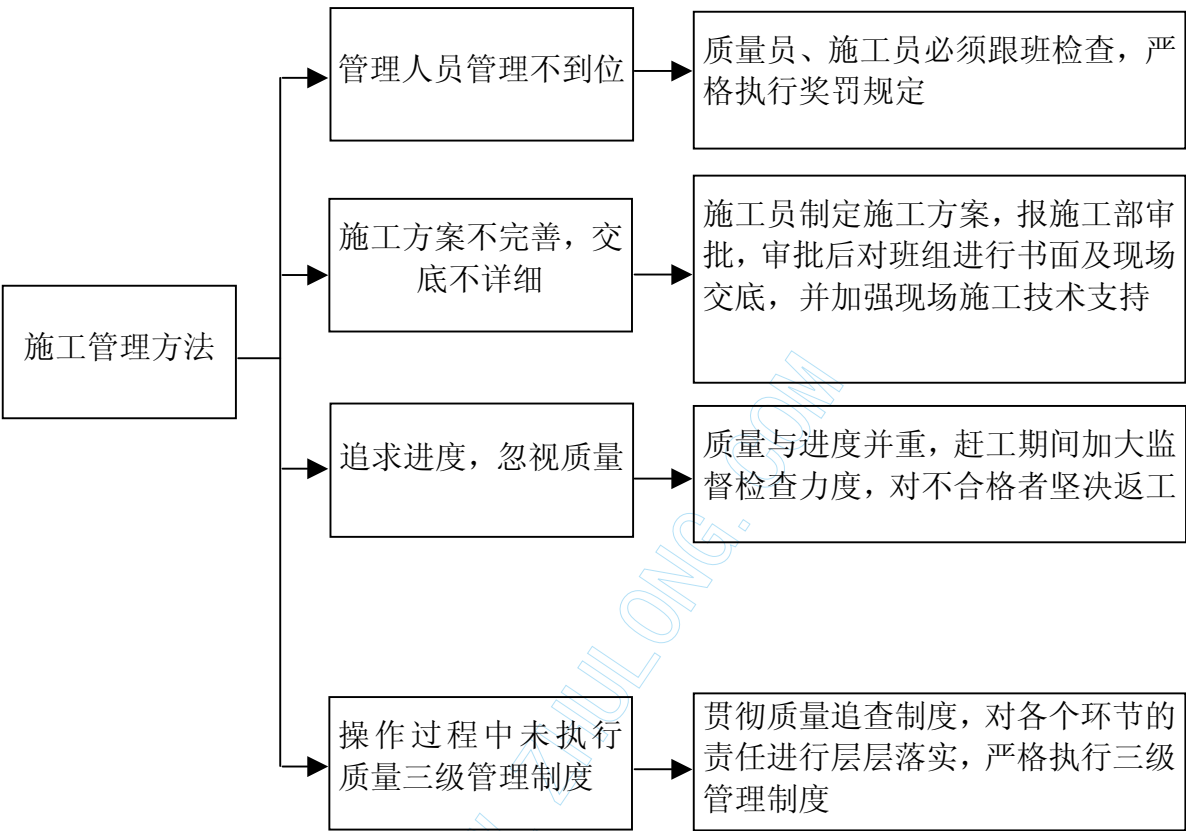 管理人员管理不到位
质量员、施工员必须跟班检查，严
格执行奖罚规定
施工方案不完善，交
底不详细
施工员制定施工方案，报施工部审
批，审批后对班组进行书面及现场
交底，并加强现场施工技术支持
施工管理方法
追求进度，忽视质量
质量与进度并重，赶工期间加大监
督检查力度，对不合格者坚决返工
操作过程中未执行
质量三级管理制度
贯彻质量追查制度，对各个环节的
责任进行层层落实，严格执行三级
管理制度
ZHULONG.COM